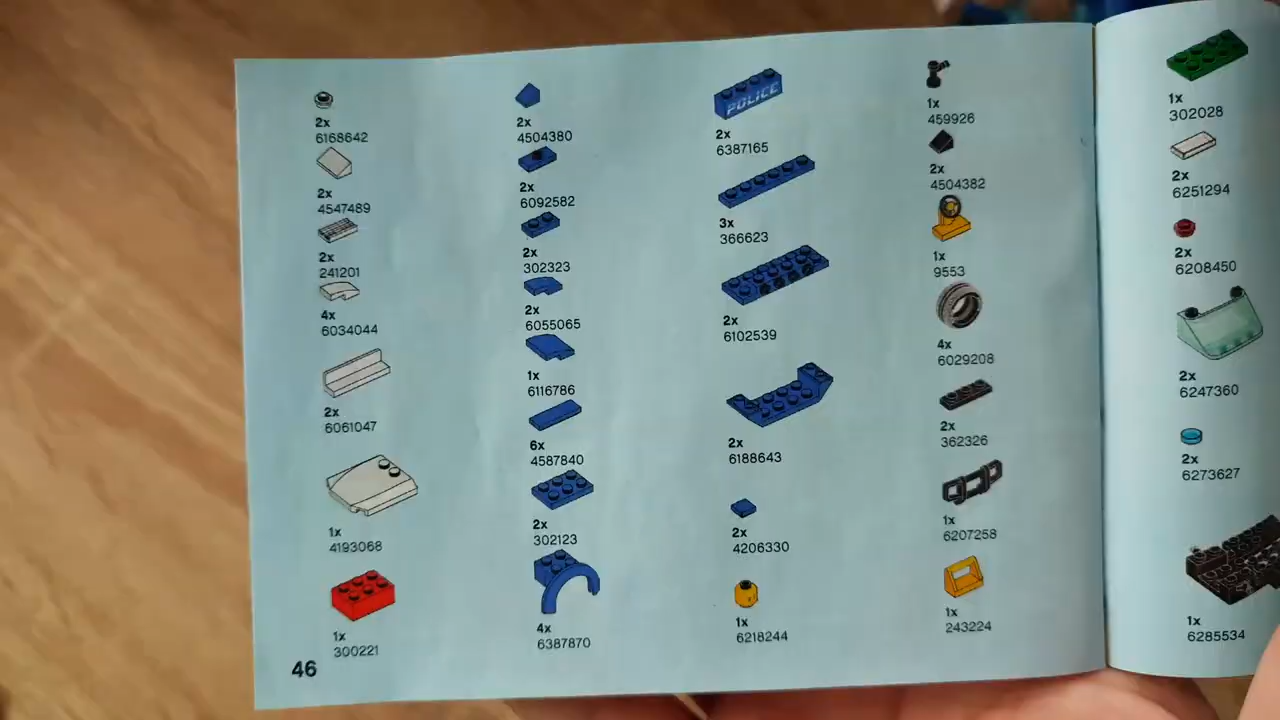 2x
6168642
2x
4547489
2x
241201
4x
6034044
2x
6061047
1x
4193068
1x
300221
46
2x
4504380
2x
6092582
2x
302323
2x
6055065
1x
6116786
6x
4587840
2x
302123
4x
6387870
POLICE
2x
6387165
3x
366623
2x
6102539
2x
6188643
2x
4206330
1x
6218244
1x
459926
2x
4504382
1x
9553
4x
6029208
2x
362326
1x
6207258
1x
243224
1x
302028
2x
6251294
2x
6208450
2x
6247360
2x
6273627
1x
6285534